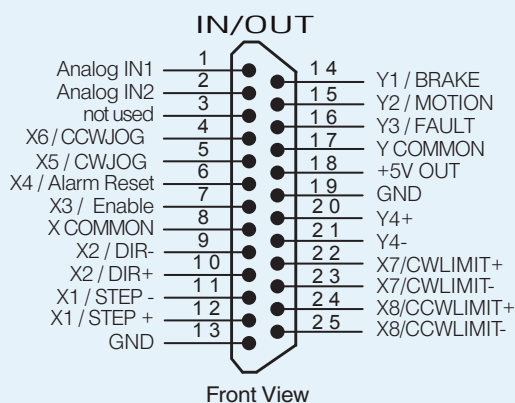 IN/OUT
Analog IN1 1
Analog IN2 2
not used 3
X6 / CCWJOG 4
X5 / CWJOG 5
X4 / Alarm Reset 6
X3 / Enable 7
X COMMON 8
X2 / DIR- 9
X2 / DIR+ 10
X1 / STEP - 11
X1 / STEP + 12
GND 13
14 Y1 / BRAKE
15 Y2 / MOTION
16 Y3 / FAULT
17 Y COMMON
18 +5V OUT
19 GND
20 Y4+
21 Y4-
22 X7/CWLIMIT+
23 X7/CWLIMIT-
24 X8/CCWLIMIT+
25 X8/CCWLIMIT-
Front View